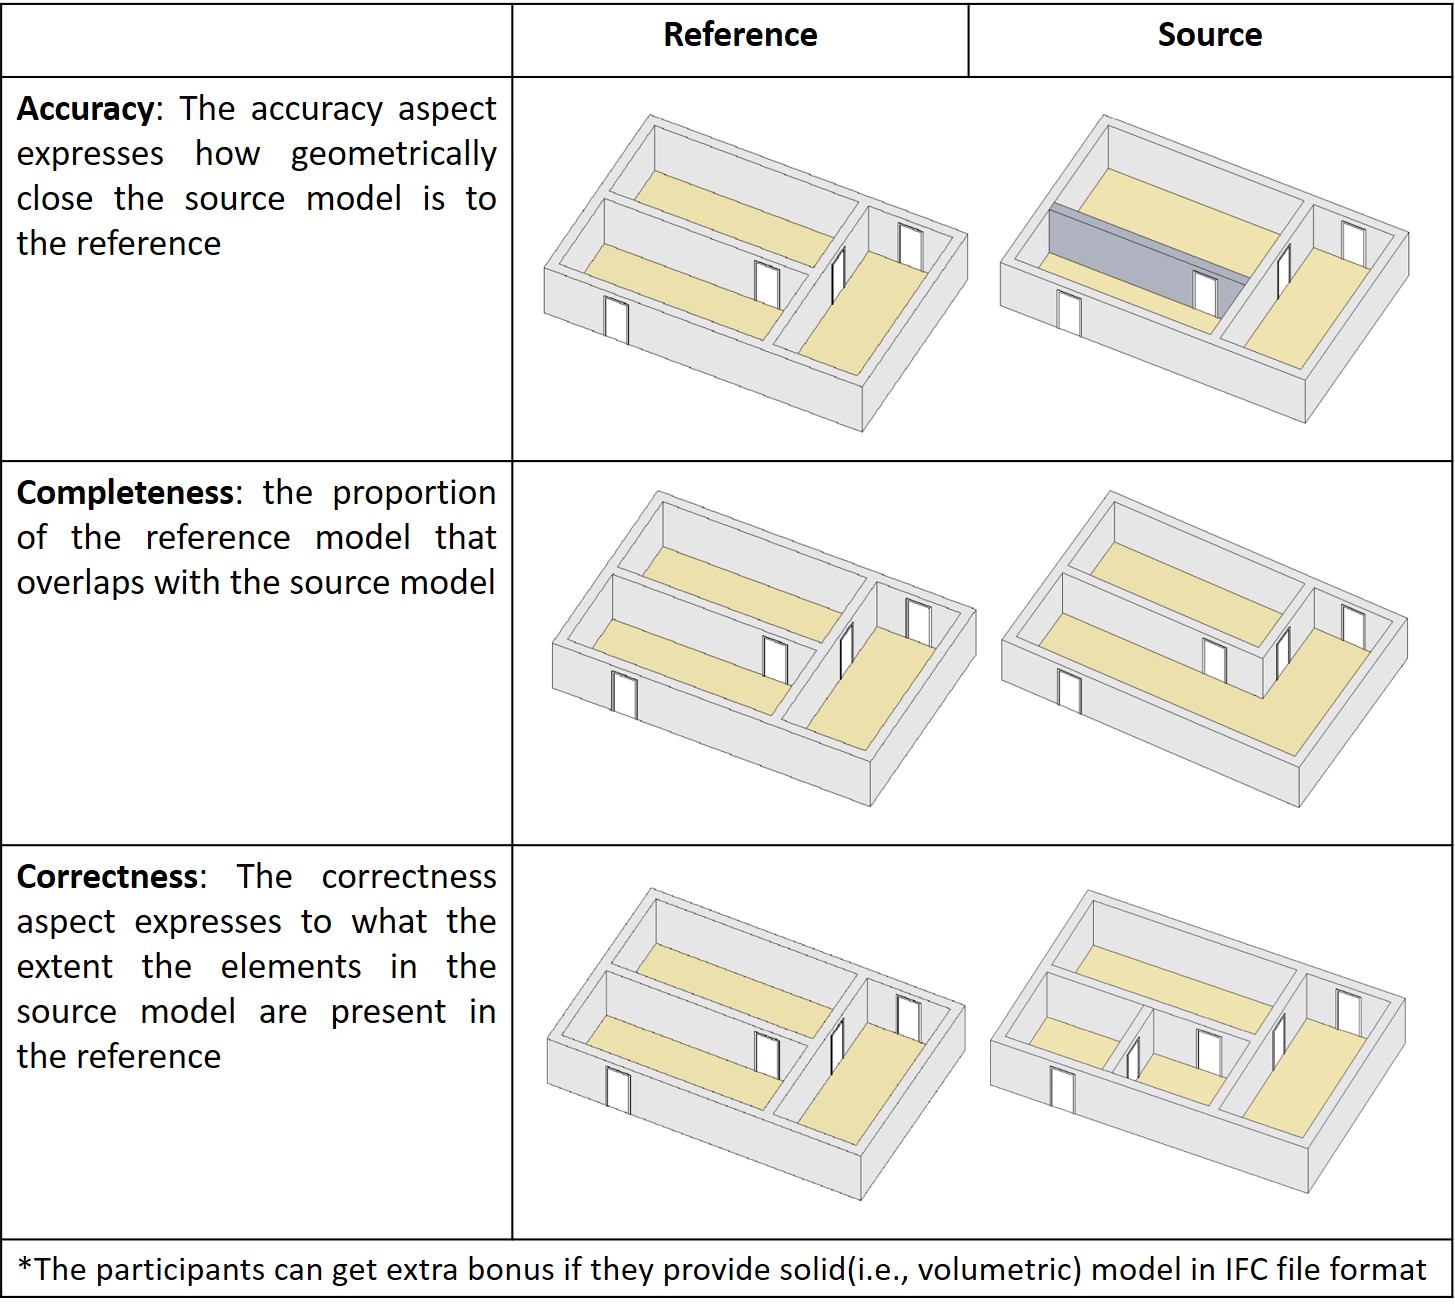 Reference
Source
Accuracy: The accuracy aspect
expresses how geometrically
close the source model is to
the reference
Completeness: the proportion
of the reference model that
overlaps with the source model
Correctness: The correctness
aspect expresses to what the
extent the elements in the
source model are present in
the reference
*The participants can get extra bonus if they provide solid(i.e., volumetric) model in IFC file format